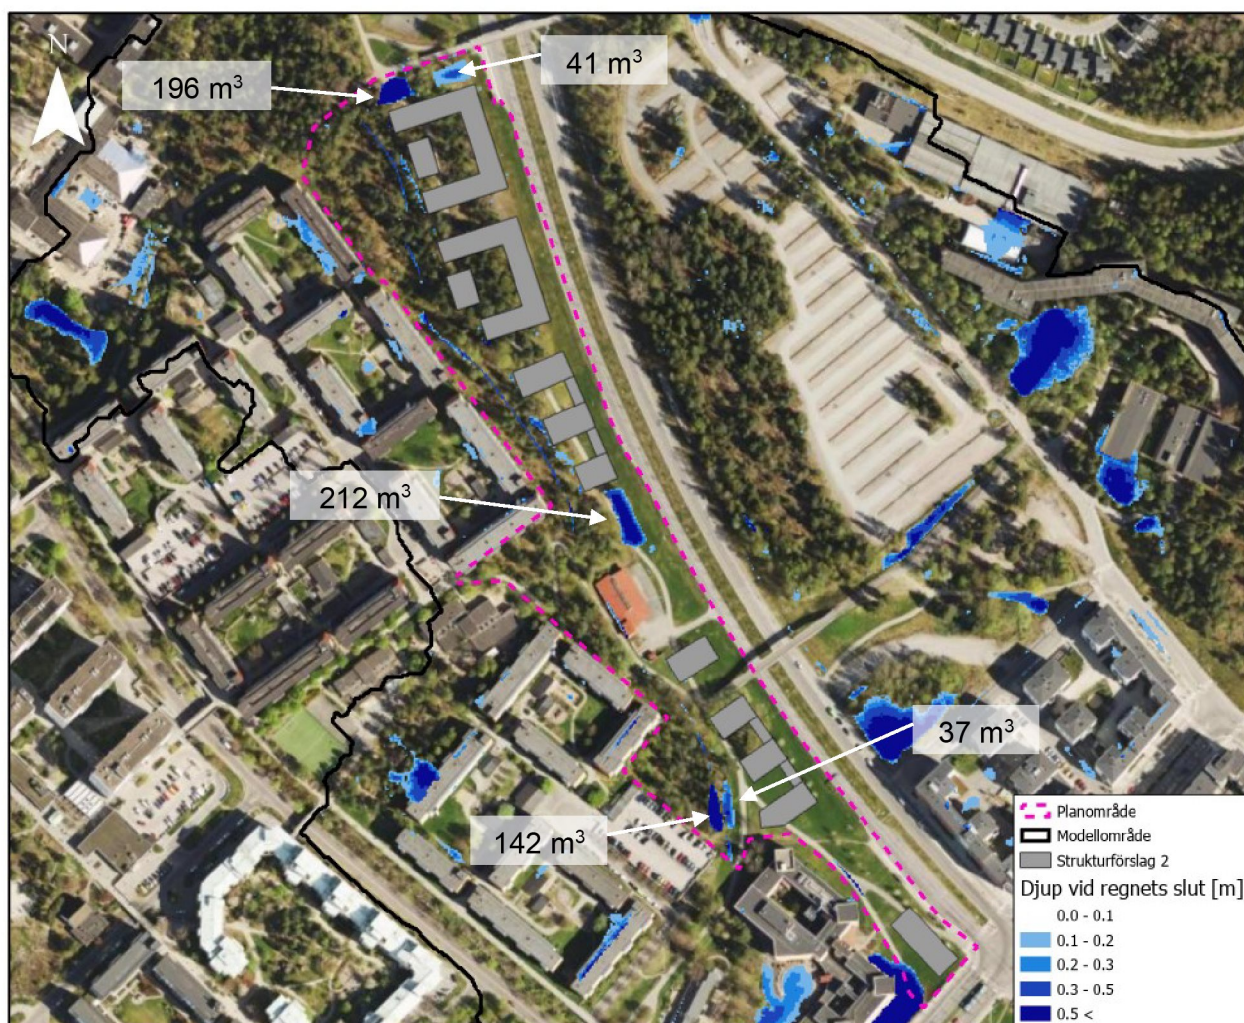 N
41 m³
196 m³
212 m³
37 m³
142 m³
Planområde
Modellområde
Strukturförslag 2
Djup vid regnets slut [m]
0.0 - 0.1
0.1 - 0.2
0.2 - 0.3
0.3 - 0.5
0.5 <